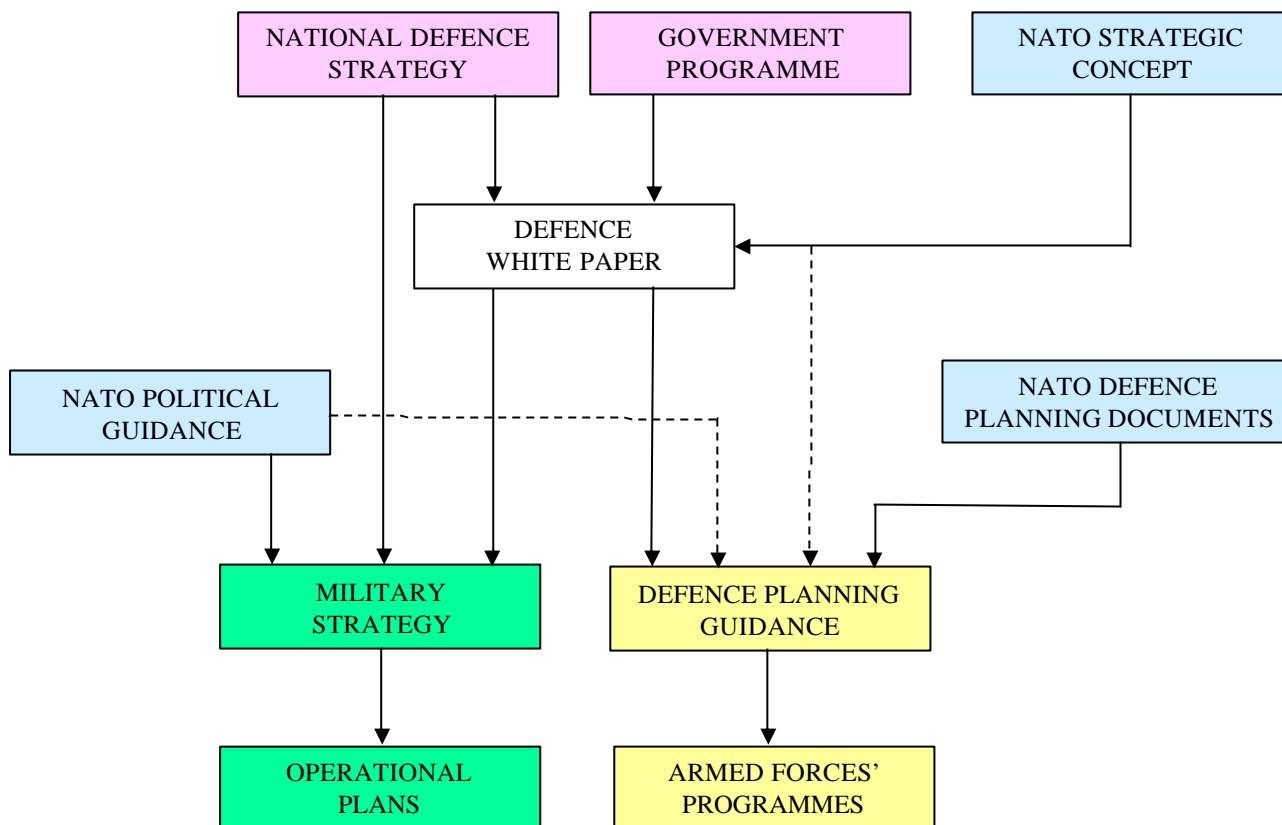 NATIONAL DEFENCE
STRATEGY
GOVERNMENT
PROGRAMME
NATO STRATEGIC
CONCEPT
DEFENCE
WHITE PAPER
NATO POLITICAL
GUIDANCE
NATO DEFENCE
PLANNING DOCUMENTS
MILITARY
STRATEGY
DEFENCE PLANNING
GUIDANCE
OPERATIONAL
PLANS
ARMED FORCES’
PROGRAMMES